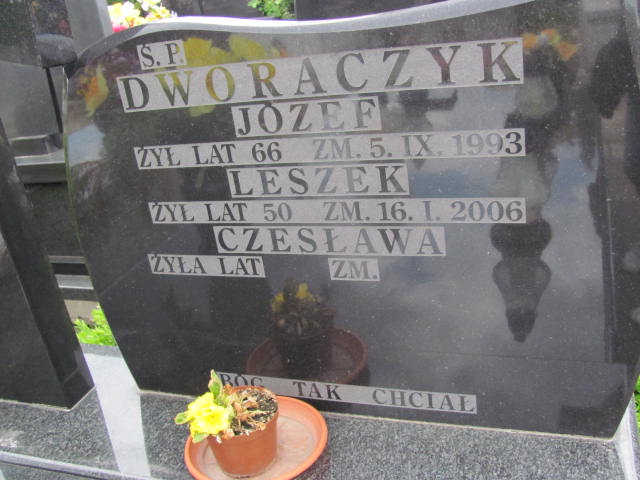 Ś.P.
DWORACZYK
JÓZEF
ŻYŁ LAT 66 ZM. 5. IX. 1993
LESZEK
ŻYŁ LAT 50 ZM. 16. I. 2006
CZESŁAWA
ŻYŁA LAT ZM.
BÓG TAK CHCIAŁ